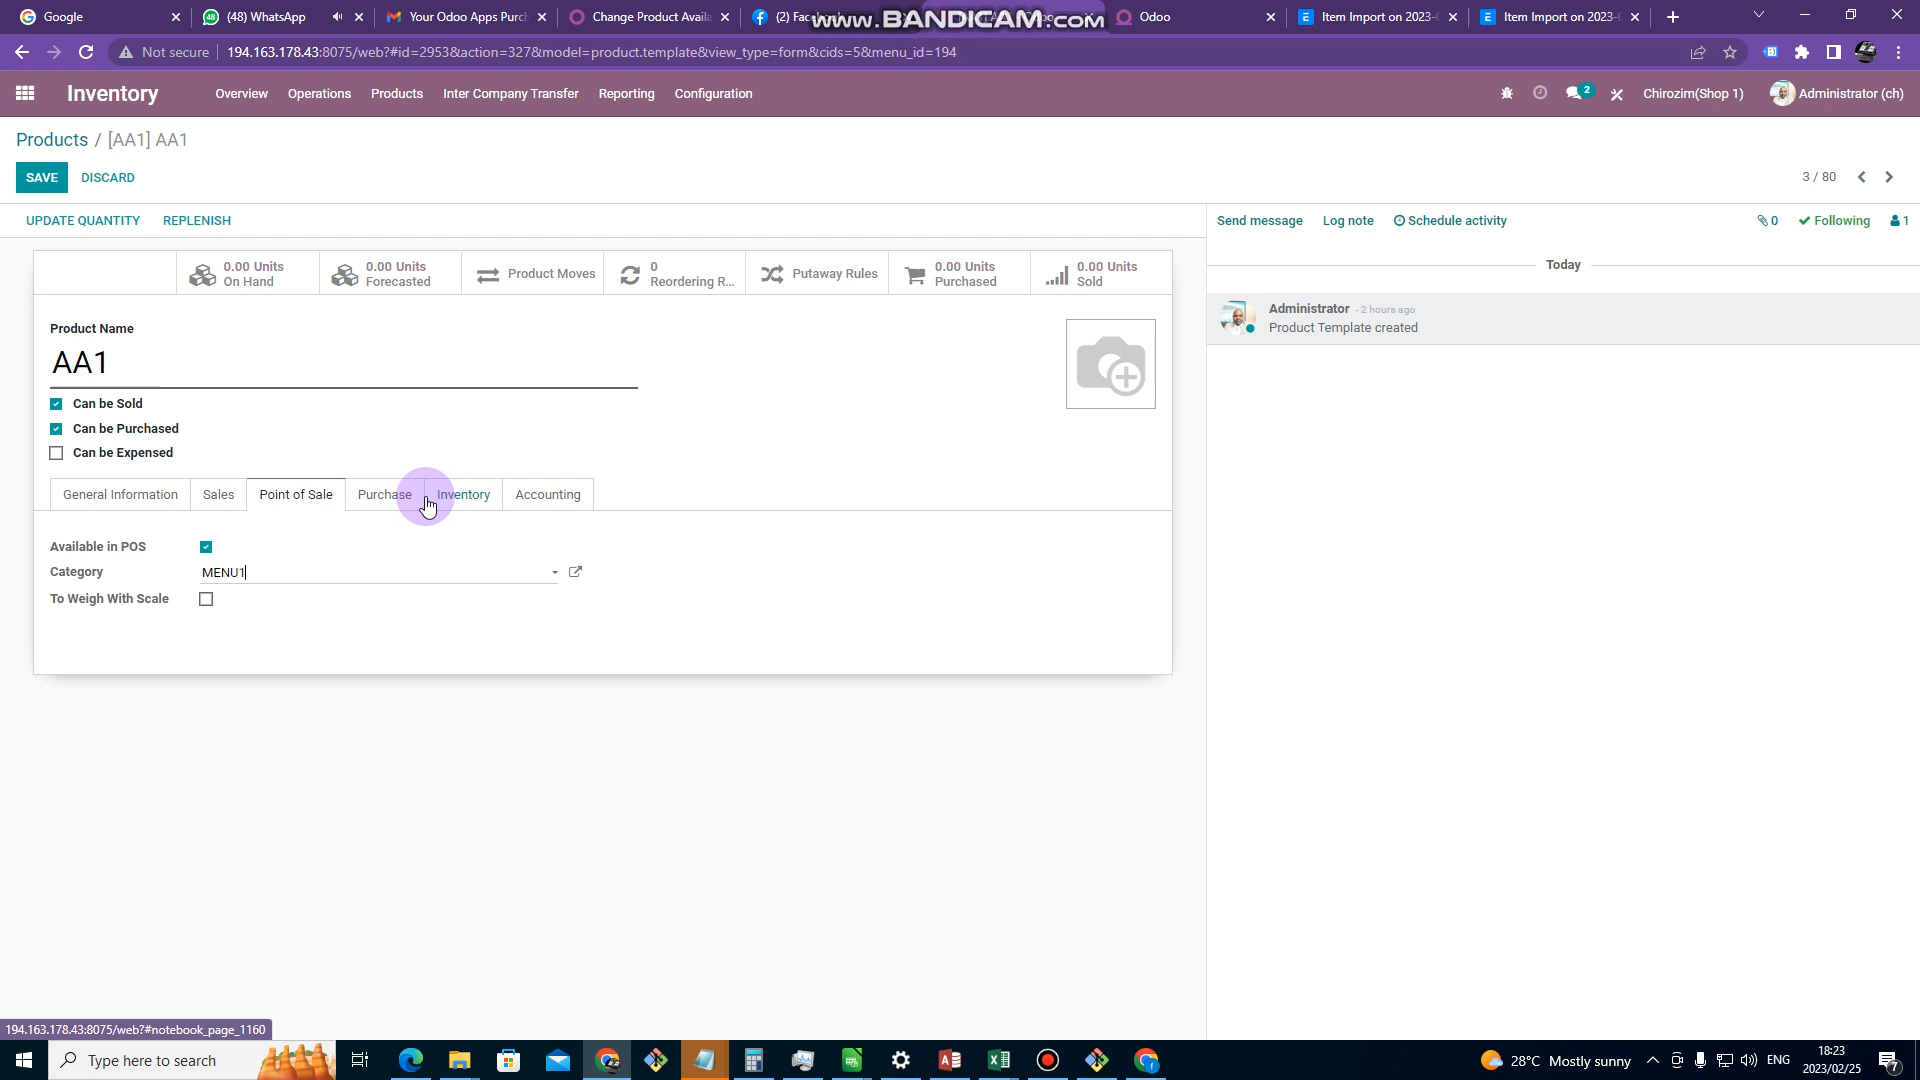 Google
(48) WhatsApp
Your Odoo Apps Purch
Change Product Availa
(2) Facebook
www.BANDICAM.com
Odoo
Item Import on 2023-
Item Import on 2023-
Not secure
194.163.178.43:8075/web?#id=2953&action=327&model=product.template&view_type=form&cids=5&menu_id=194
Inventory
Overview
Operations
Products
Inter Company Transfer
Reporting
Configuration
2
Chirozim(Shop 1)
Administrator (ch)
Products / [AA1] AA1
SAVE
DISCARD
3 / 80
UPDATE QUANTITY
REPLENISH
Send message
Log note
Schedule activity
0
Following
1
0.00 Units
On Hand
0.00 Units
Forecasted
Product Moves
0
Reordering R...
Putaway Rules
0.00 Units
Purchased
0.00 Units
Sold
Today
Administrator - 2 hours ago
Product Template created
Product Name
AA1
Can be Sold
Can be Purchased
Can be Expensed
General Information
Sales
Point of Sale
Purchase
Inventory
Accounting
Available in POS
Category
MENU1
To Weigh With Scale
194.163.178.43:8075/web?#notebook_page_1160
Type here to search
28°C Mostly sunny
ENG
18:23
2023/02/25
7